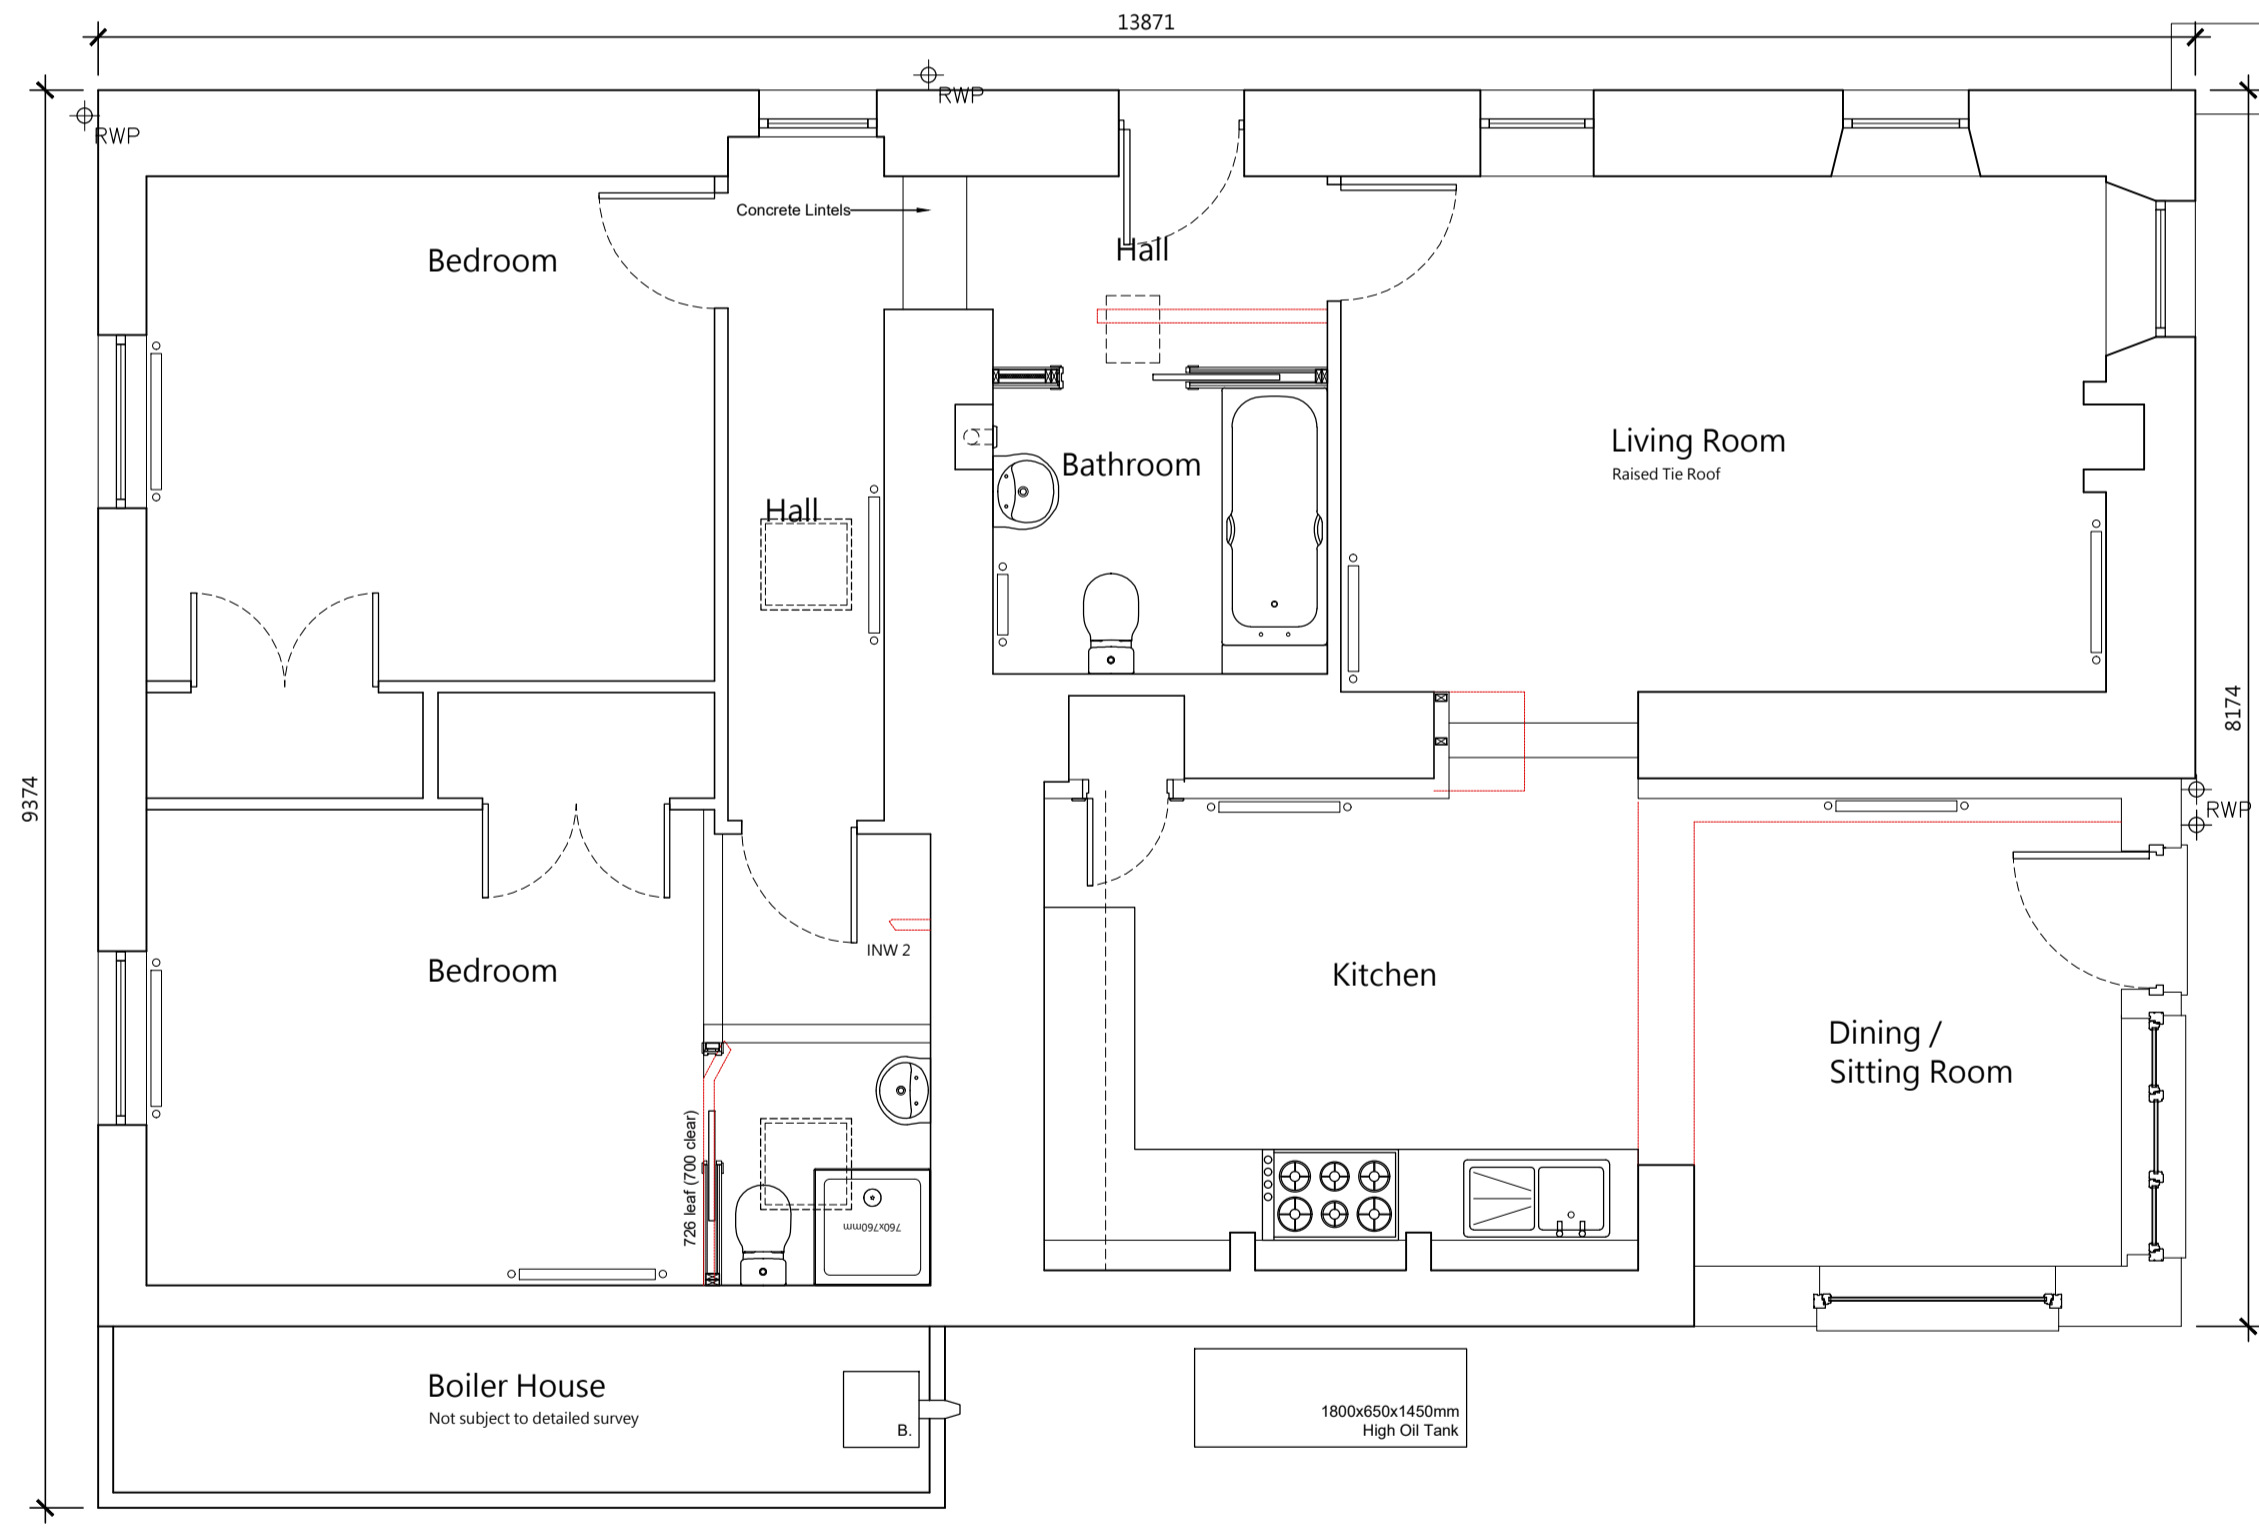 13871
RWP
RWP
Concrete Lintels
Hall
Bedroom
Living Room
Raised Tie Roof
Bathroom
Hall
8174
9374
RWP
INW 2
Bedroom
Kitchen
Dining /
Sitting Room
726 leaf (700 clear)
760x760mm
Boiler House
Not subject to detailed survey
B.
1800x650x1450mm
High Oil Tank